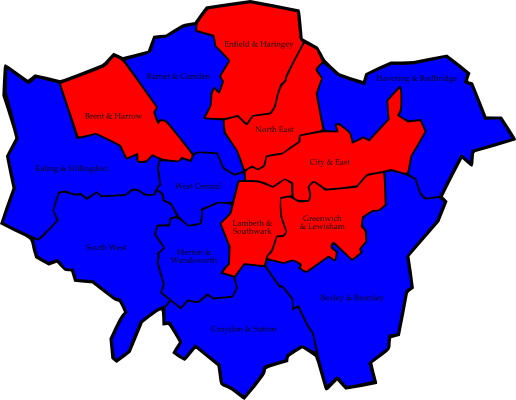 Enfield & Haringey
Barnet & Camden
Havering & Redbridge
Brent & Harrow
North East
City & East
Ealing & Hillingdon
West Central
Lambeth &
Southwark
Greenwich
& Lewisham
South West
Merton &
Wandsworth
Bexley & Bromley
Croydon & Sutton